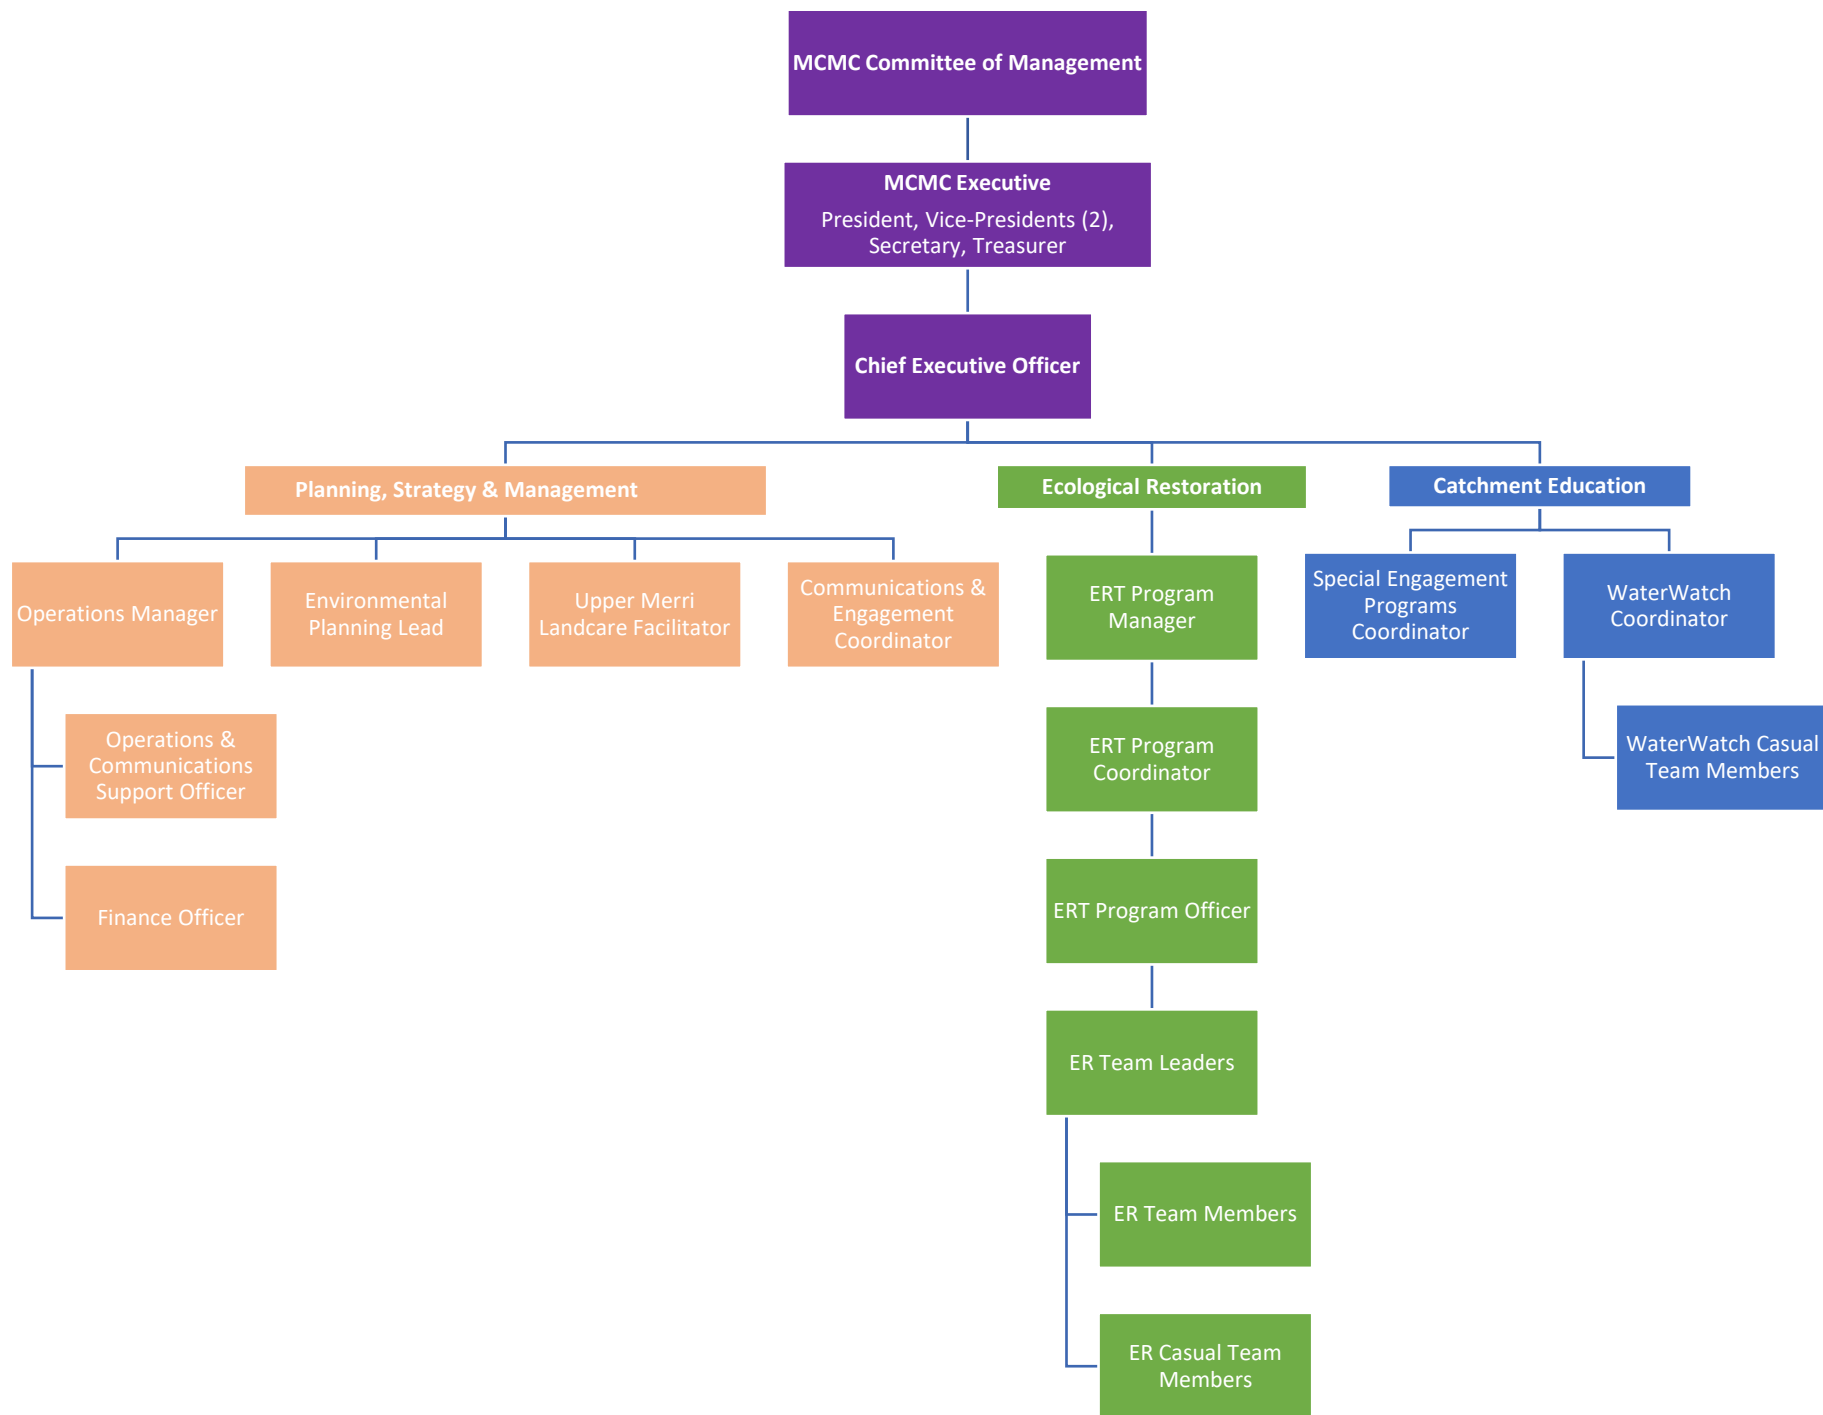 MCMC Committee of Management
MCMC Executive
President, Vice-Presidents (2),
Secretary, Treasurer
Chief Executive Officer
Planning, Strategy & Management
Ecological Restoration
Catchment Education
Operations Manager
Environmental
Planning Lead
Upper Merri
Landcare Facilitator
Communications &
Engagement
Coordinator
ERT Program
Manager
Special Engagement
Programs
Coordinator
WaterWatch
Coordinator
Operations &
Communications
Support Officer
ERT Program
Coordinator
WaterWatch Casual
Team Members
Finance Officer
ERT Program Officer
ER Team Leaders
ER Team Members
ER Casual Team
Members